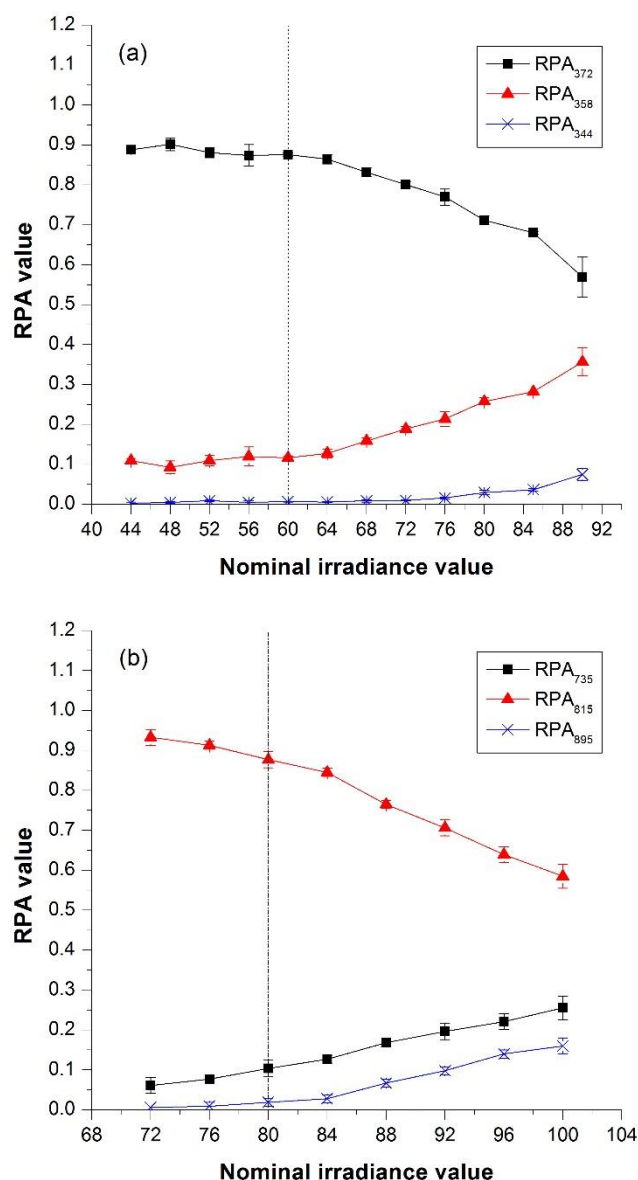 (a)
RPA372
RPA358
RPA344
1.2
1.1
1.0
0.9
0.8
0.7
0.6
0.5
0.4
0.3
0.2
0.1
0.0
RPA value
40 44 48 52 56 60 64 68 72 76 80 84 88 92
Nominal irradiance value
(b)
RPA735
RPA815
RPA895
1.2
1.1
1.0
0.9
0.8
0.7
0.6
0.5
0.4
0.3
0.2
0.1
0.0
RPA value
68 72 76 80 84 88 92 96 100 104
Nominal irradiance value